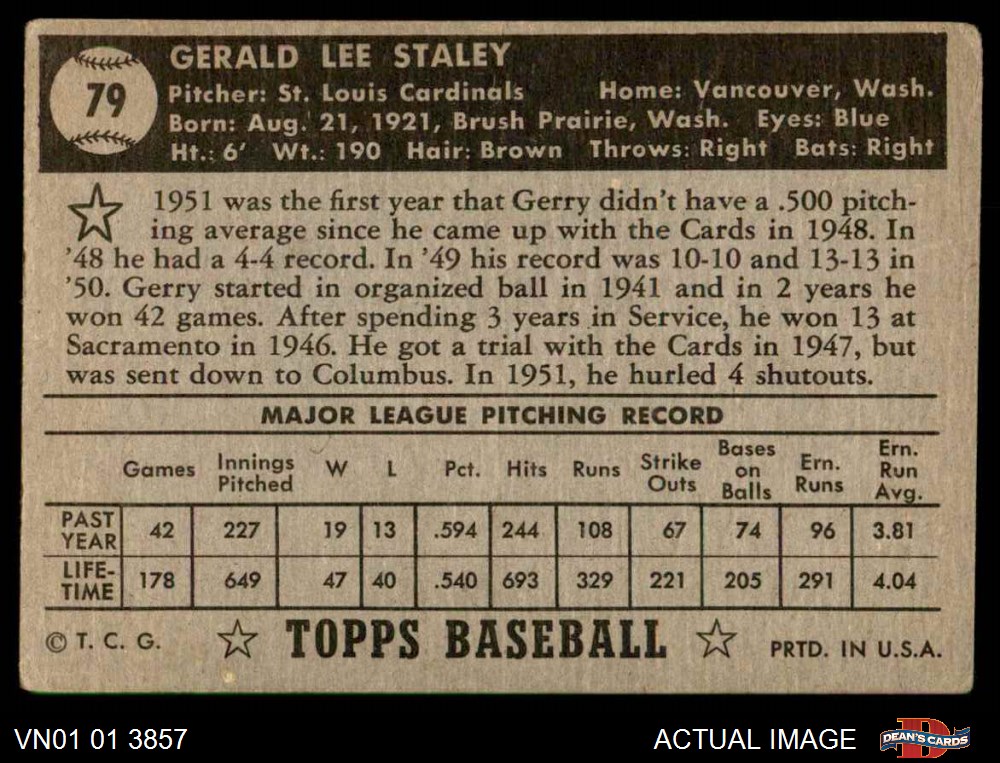 79
GERALD LEE STALEY
Pitcher: St. Louis Cardinals Home: Vancouver, Wash.
Born: Aug. 21, 1921, Brush Prairie, Wash. Eyes: Blue
Ht.: 6' Wt.: 190 Hair: Brown Throws: Right Bats: Right
1951 was the first year that Gerry didn't have a .500 pitch-
ing average since he came up with the Cards in 1948. In
'48 he had a 4-4 record. In '49 his record was 10-10 and 13-13 in
'50. Gerry started in organized ball in 1941 and in 2 years he
won 42 games. After spending 3 years in Service, he won 13 at
Sacramento in 1946. He got a trial with the Cards in 1947, but
was sent down to Columbus. In 1951, he hurled 4 shutouts.
MAJOR LEAGUE PITCHING RECORD
Games Innings Pitched W L Pct. Hits Runs Strike Outs Bases on Balls Ern. Runs Ern. Run Avg.
PAST YEAR 42 227 19 13 .594 244 108 67 74 96 3.81
LIFE-TIME 178 649 47 40 .540 693 329 221 205 291 4.04
© T. C. G. TOPPS BASEBALL PRTD. IN U.S.A.
VN01 01 3857 ACTUAL IMAGE DEAN'S CARDS